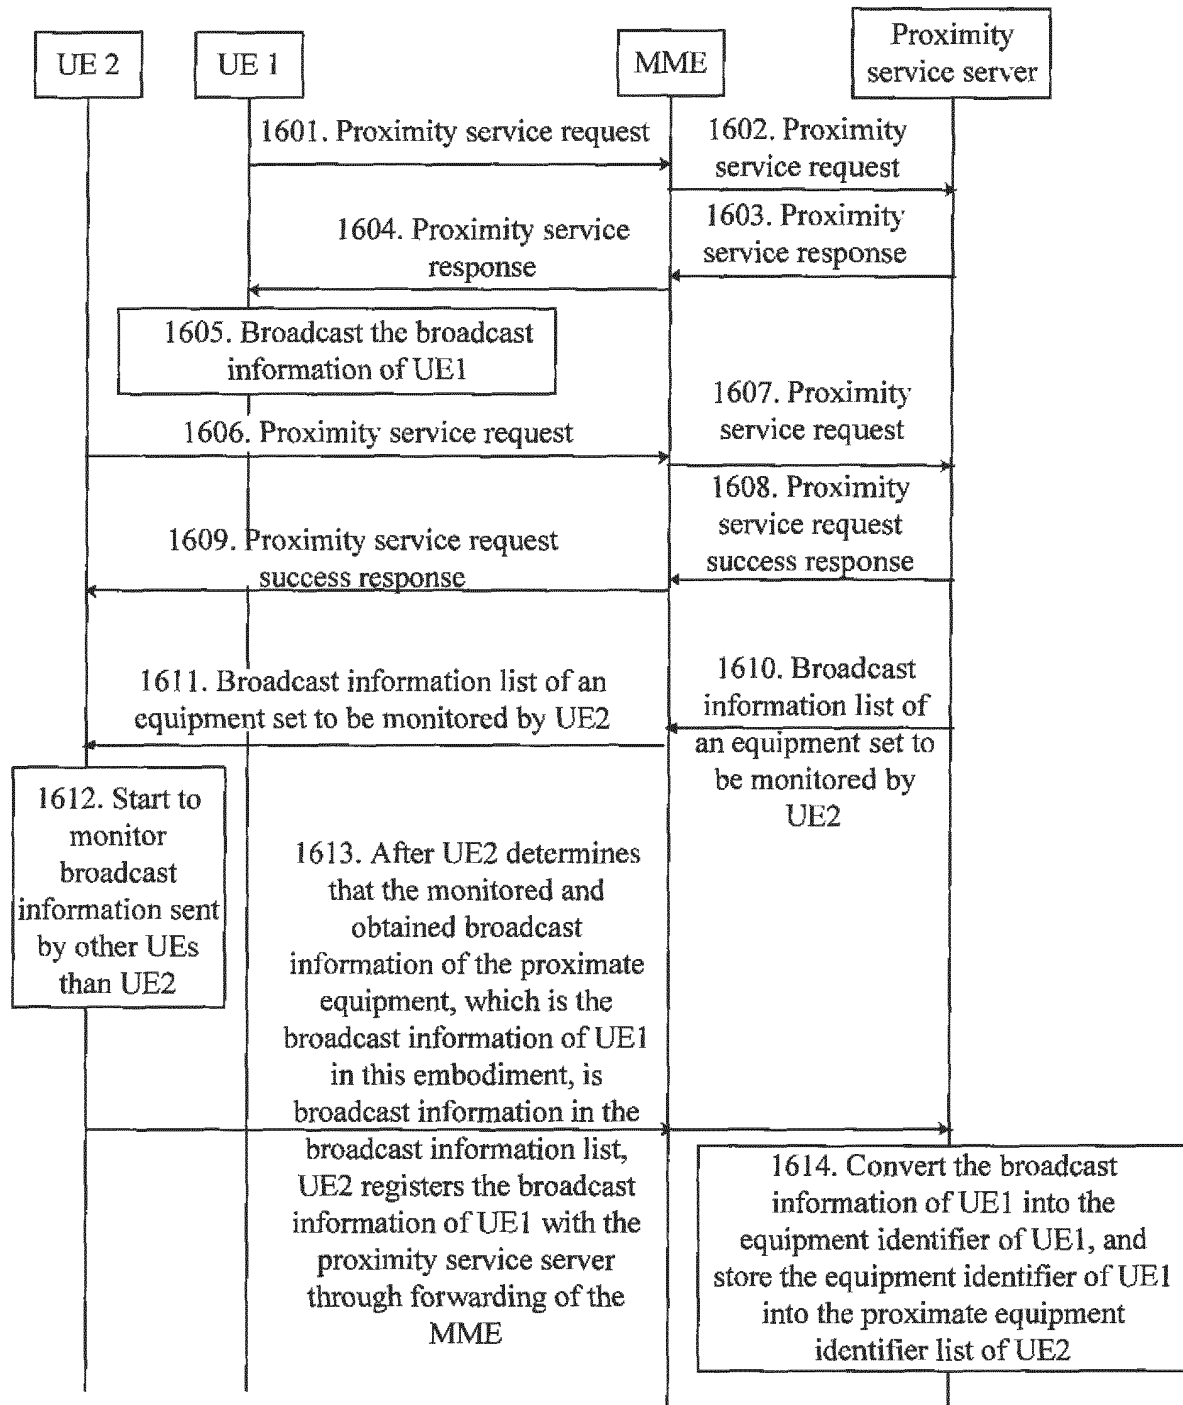 UE 2
UE 1
MME
Proximity
service server
1601. Proximity service request
1602. Proximity
service request
1603. Proximity
service response
1604. Proximity service
response
1605. Broadcast the broadcast
information of UE1
1606. Proximity service request
1607. Proximity
service request
1608. Proximity
service request
success response
1609. Proximity service request
success response
1610. Broadcast
information list of
an equipment set to
be monitored by
UE2
1611. Broadcast information list of an
equipment set to be monitored by UE2
1612. Start to
monitor
broadcast
information sent
by other UEs
than UE2
1613. After UE2 determines
that the monitored and
obtained broadcast
information of the proximate
equipment, which is the
broadcast information of UE1
in this embodiment, is
broadcast information in the
broadcast information list,
UE2 registers the broadcast
information of UE1 with the
proximity service server
through forwarding of the
MME
1614. Convert the broadcast
information of UE1 into the
equipment identifier of UE1, and
store the equipment identifier of UE1
into the proximate equipment
identifier list of UE2